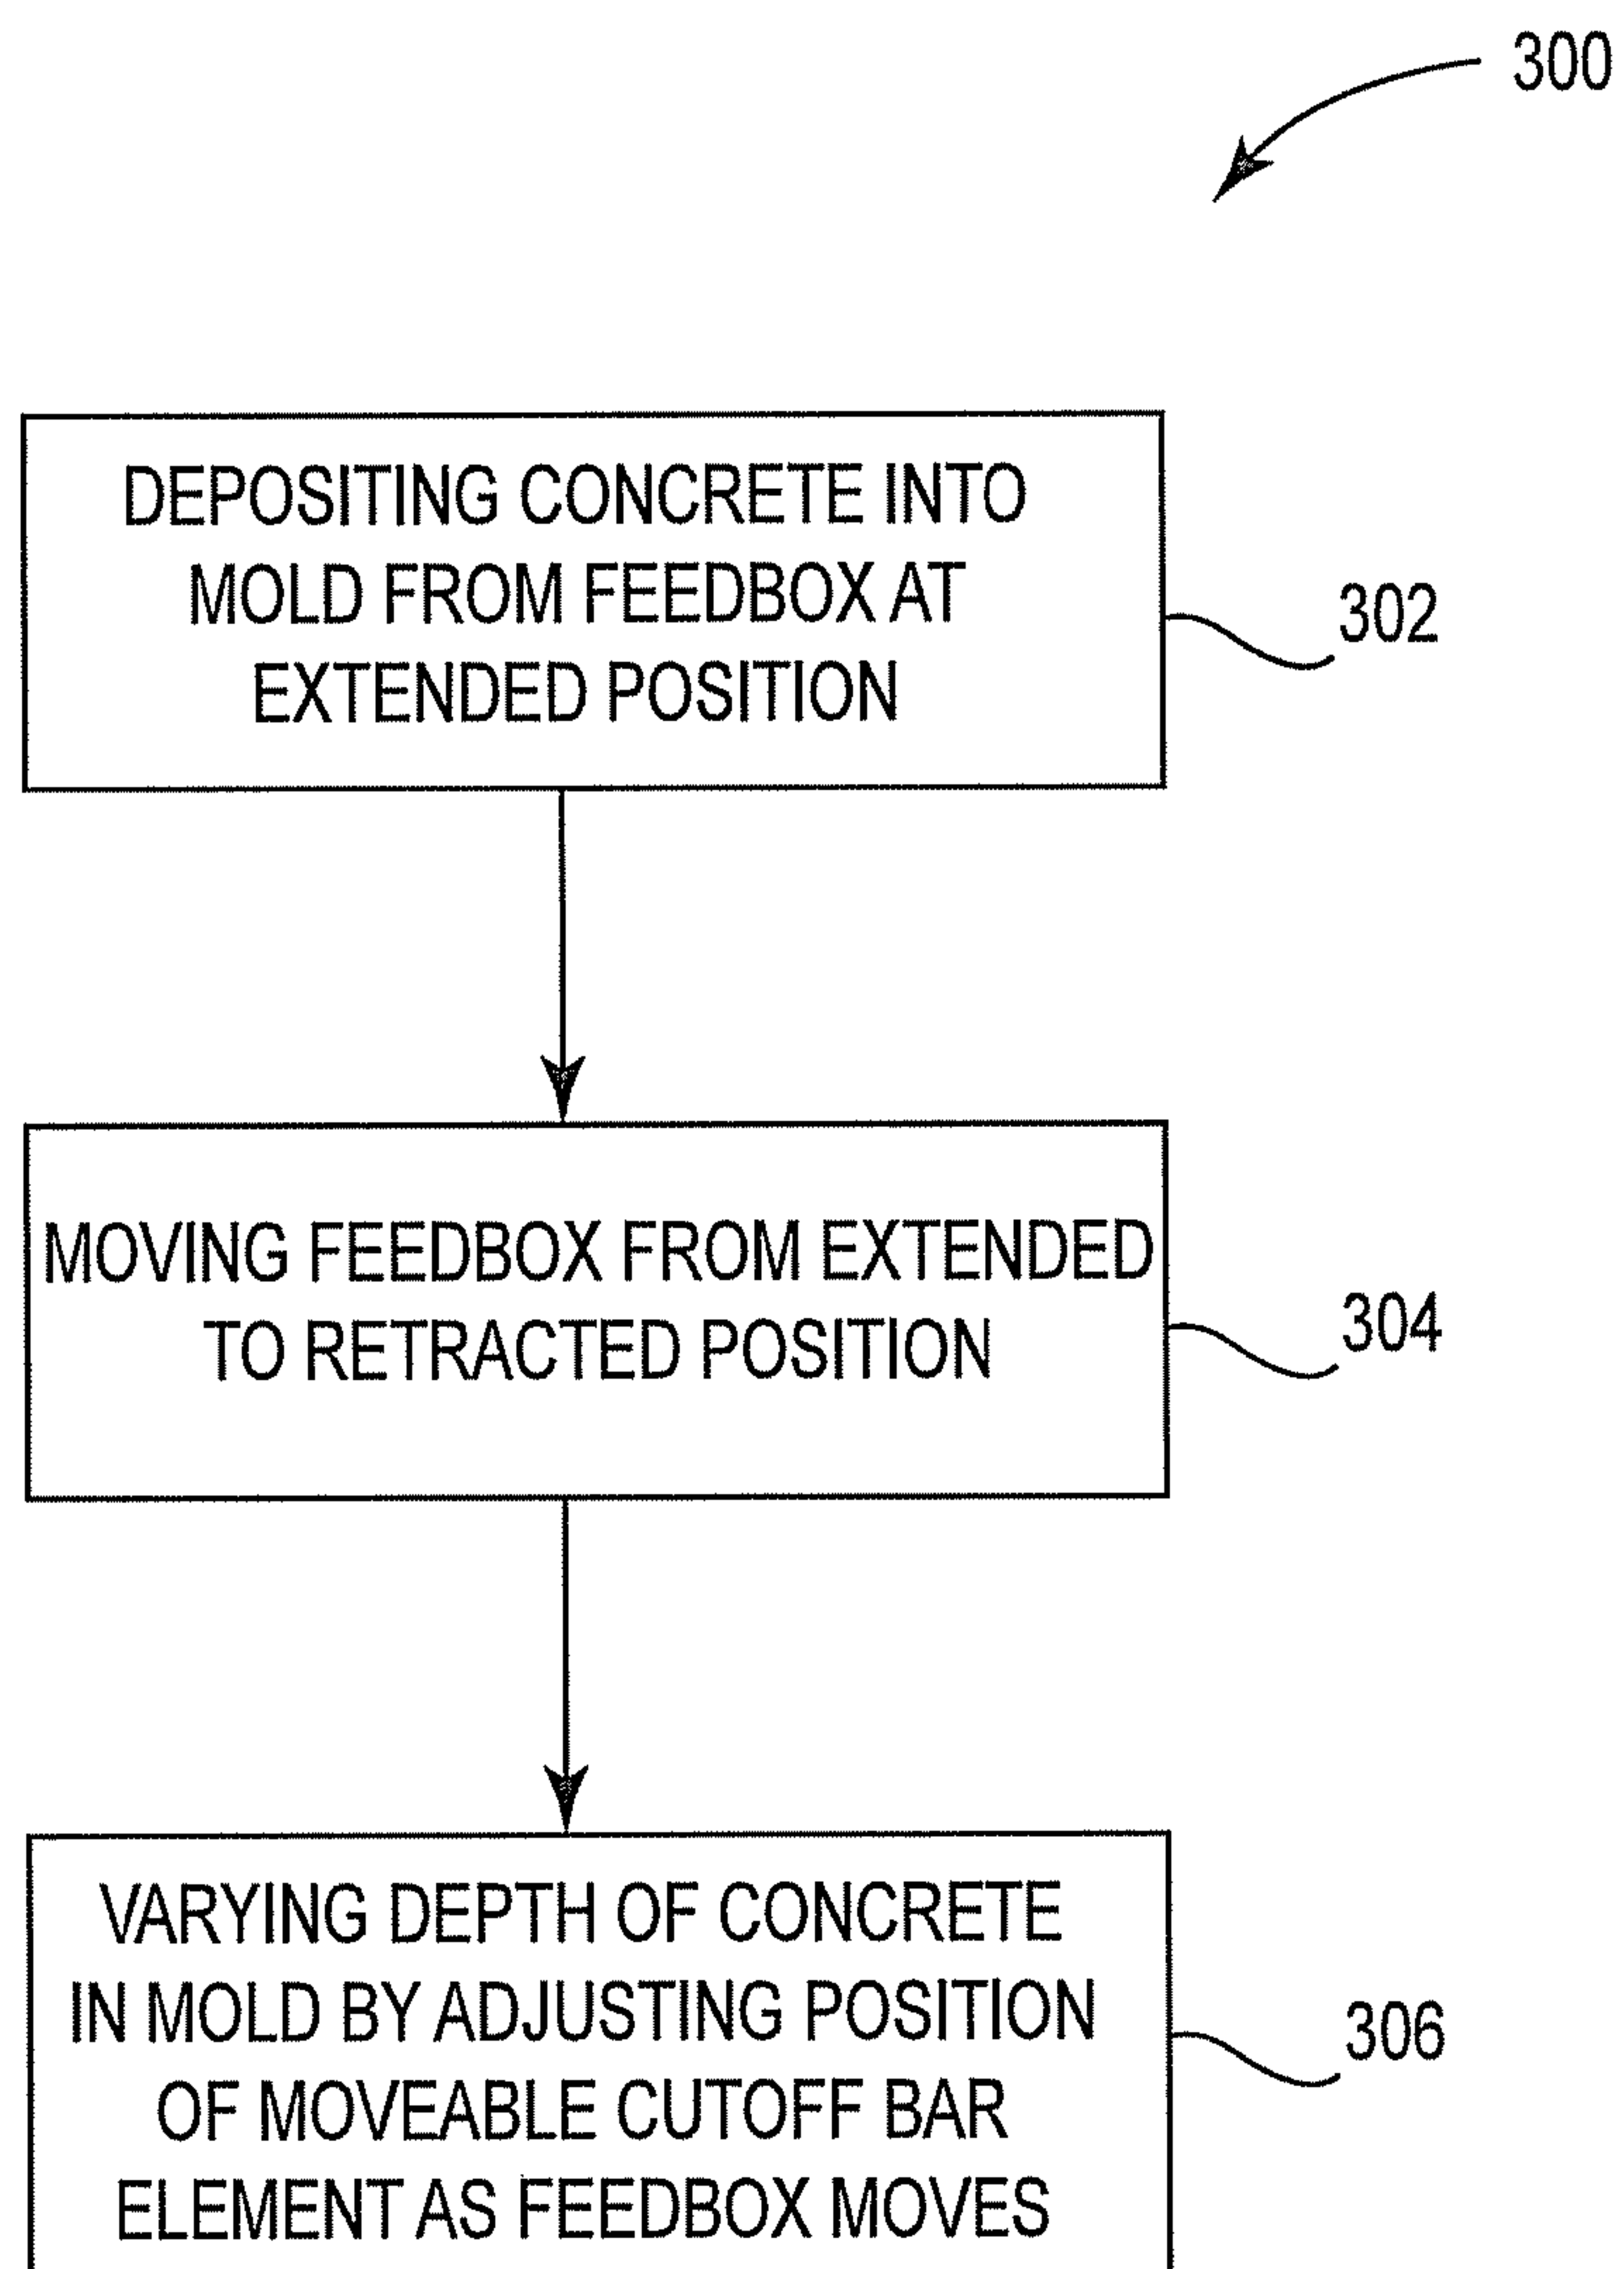 300
DEPOSITING CONCRETE INTO
MOLD FROM FEEDBOX AT
EXTENDED POSITION
302
MOVING FEEDBOX FROM EXTENDED
TO RETRACTED POSITION
304
VARYING DEPTH OF CONCRETE
IN MOLD BY ADJUSTING POSITION
OF MOVEABLE CUTOFF BAR
ELEMENT AS FEEDBOX MOVES
306